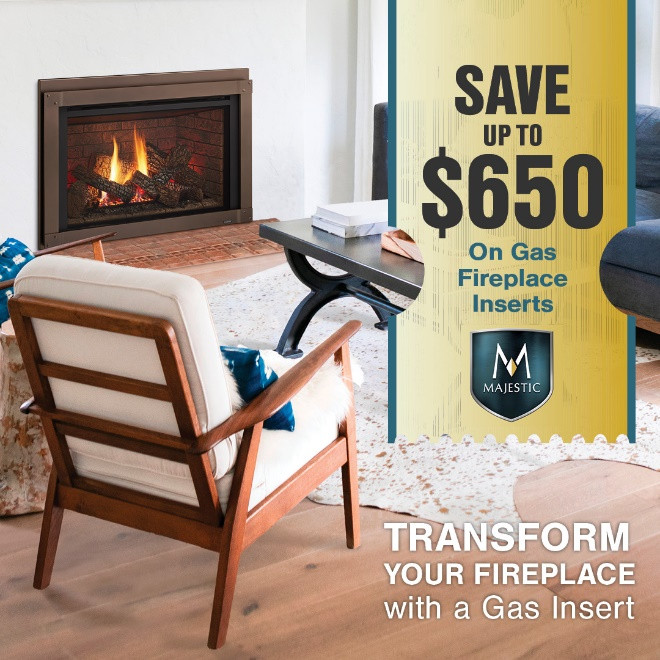 SAVE
UP TO
$650
On Gas
Fireplace
Inserts
MAJESTIC
TRANSFORM
YOUR FIREPLACE
with a Gas Insert